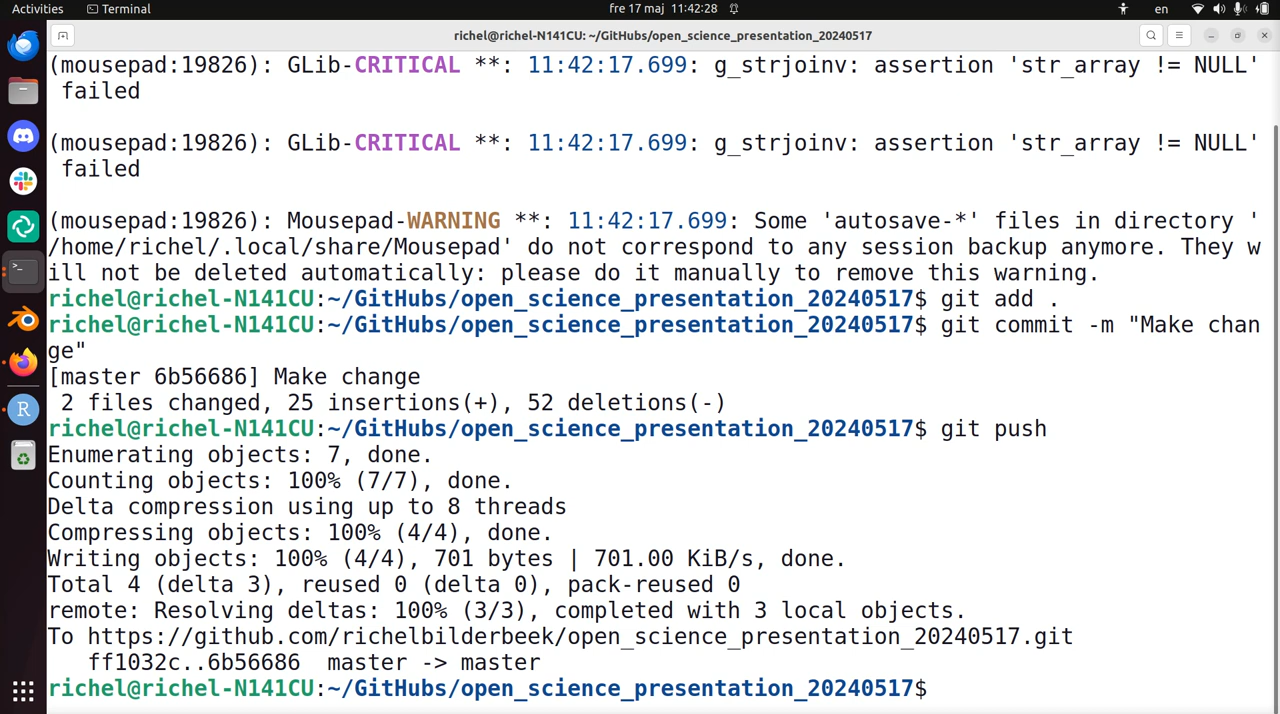 Activities
Terminal
fre 17 maj 11:42:28
en
richel@richel-N141CU: ~/GitHubs/open_science_presentation_20240517
(mousepad:19826): GLib-CRITICAL **: 11:42:17.699: g_strjoinv: assertion 'str_array != NULL'
 failed
(mousepad:19826): GLib-CRITICAL **: 11:42:17.699: g_strjoinv: assertion 'str_array != NULL'
 failed
(mousepad:19826): Mousepad-WARNING **: 11:42:17.699: Some 'autosave-*' files in directory '
/home/richel/.local/share/Mousepad' do not correspond to any session backup anymore. They w
ill not be deleted automatically: please do it manually to remove this warning.
richel@richel-N141CU:~/GitHubs/open_science_presentation_20240517$ git add .
richel@richel-N141CU:~/GitHubs/open_science_presentation_20240517$ git commit -m "Make chan
ge"
[master 6b56686] Make change
 2 files changed, 25 insertions(+), 52 deletions(-)
richel@richel-N141CU:~/GitHubs/open_science_presentation_20240517$ git push
Enumerating objects: 7, done.
Counting objects: 100% (7/7), done.
Delta compression using up to 8 threads
Compressing objects: 100% (4/4), done.
Writing objects: 100% (4/4), 701 bytes | 701.00 KiB/s, done.
Total 4 (delta 3), reused 0 (delta 0), pack-reused 0
remote: Resolving deltas: 100% (3/3), completed with 3 local objects.
To https://github.com/richelbilderbeek/open_science_presentation_20240517.git
   ff1032c..6b56686  master -> master
richel@richel-N141CU:~/GitHubs/open_science_presentation_20240517$